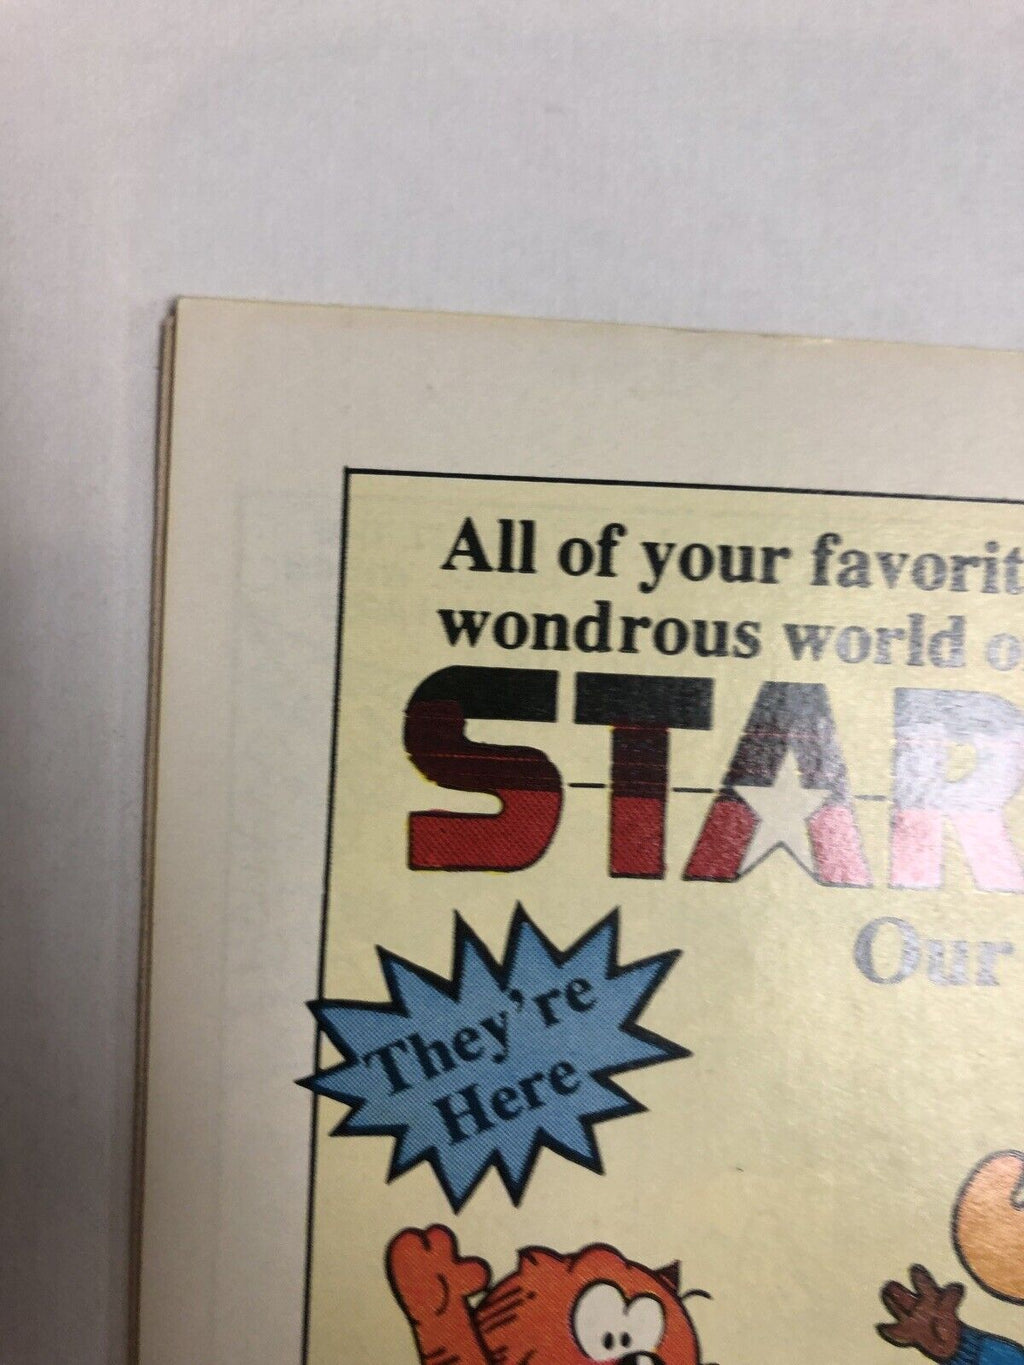 All of your favorit
wondrous world o
STAR
Our
They're
Here